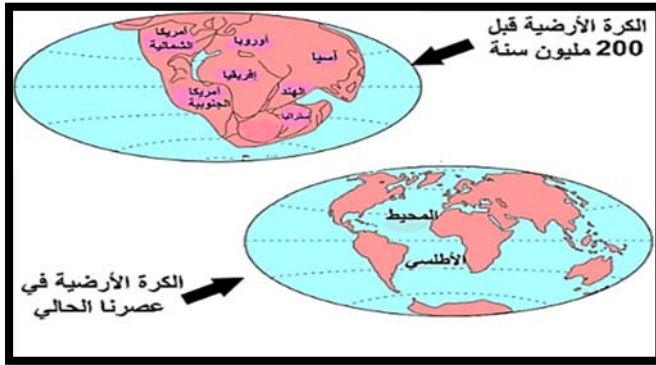 الكرة الأرضية قبل
200 مليون سنة
أمريكا
الشمالية
أوروبا
آسيا
إفريقيا
الهند
أمريكا
الجنوبية
ستراليا
المحيط
الأطلسي
الكرة الأرضية في
عصرنا الحالي